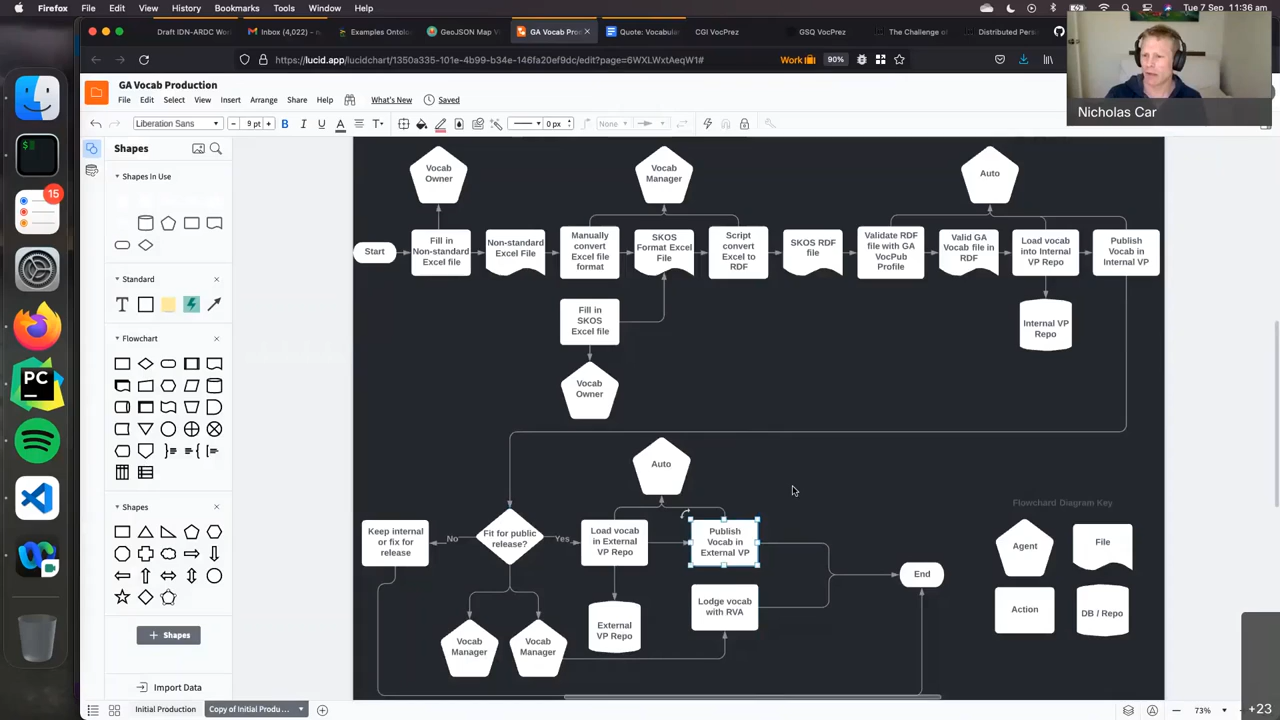 Firefox File Edit View History Bookmarks Tools Window Help
Tue 7 Sep 11:36 am
Draft IDN-ARDC Wor
Inbox (4,022) -
Examples Ontolo
GeoJSON Map V
GA Vocab Prod
Quote: Vocabular
CGI VocPrez
GSQ VocPrez
The Challenge of
Distributed Persi
https://lucid.app/lucidchart/1350a335-101e-4b99-b34e-146fa20ef9dc/edit?page=6WXLWxtAeqW1#
90%
Work
Nicholas Car
GA Vocab Production
File Edit Select View Insert Arrange Share Help What's New Saved
Liberation Sans
− 9 pt +
B I U A T
0 px
None
Shapes
Shapes In Use
Standard
T
Flowchart
Shapes
+ Shapes
Import Data
15
PC
Vocab
Owner
Vocab
Manager
Auto
Start
Fill in
Non-standard
Excel file
Non-standard
Excel File
Manually
convert
Excel file
format
SKOS
Format Excel
File
Script
convert
Excel to
RDF
SKOS RDF
file
Validate RDF
file with GA
VocPub
Profile
Valid GA
Vocab file in
RDF
Load vocab
into Internal
VP Repo
Publish
Vocab in
Internal VP
Fill in
SKOS
Excel file
Internal VP
Repo
Vocab
Owner
Auto
Keep internal
or fix for
release
No
Fit for public
release?
Yes
Load vocab
in External
VP Repo
Publish
Vocab in
External VP
End
Lodge vocab
with RVA
Vocab
Manager
Vocab
Manager
External
VP Repo
Flowchard Diagram Key
Agent
File
Action
DB / Repo
Initial Production
Copy of Initial Produ...
73%
+23